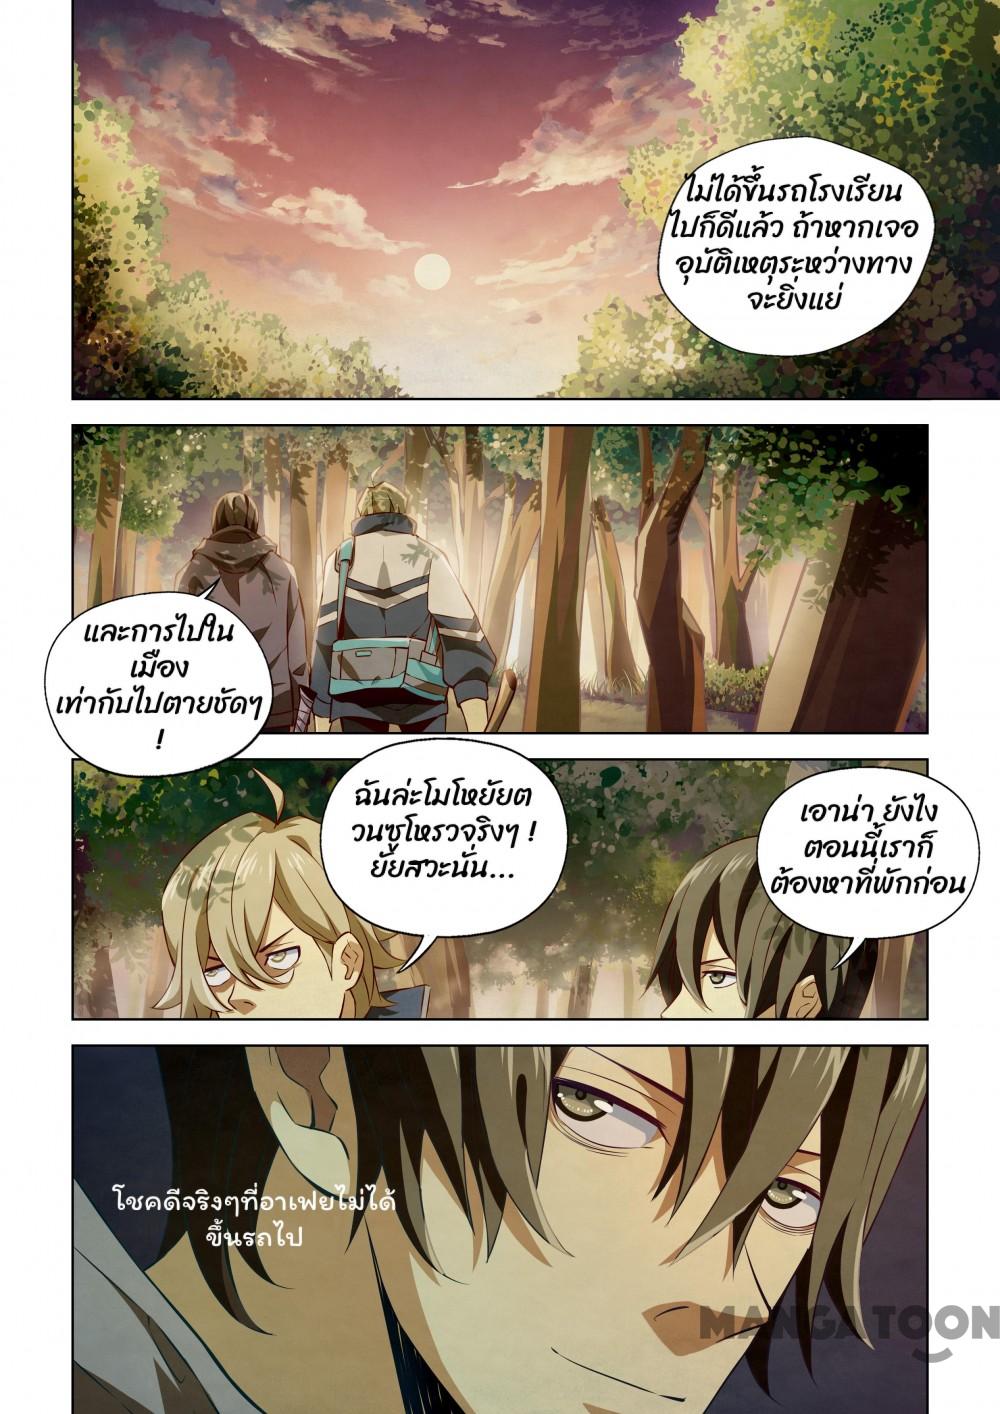 ไม่ได้ขึ้นรถโรงเรียน
ไปก็ดีแล้ว ถ้าหากเจอ
อุบัติเหตุระหว่างทาง
จะยิ่งแย่
และการไปใน
เมือง
เท่ากับไปตายชัดๆ
!
ฉันล่ะโมโหยัยต
วนซูโหรวจริงๆ !
ยัยสวะนั่น...
เอาน่า ยังไง
ตอนนี้เราก็
ต้องหาที่พักก่อน
โชคดีจริงๆที่อาเฟยไม่ได้
ขึ้นรถไป
MANGATOON